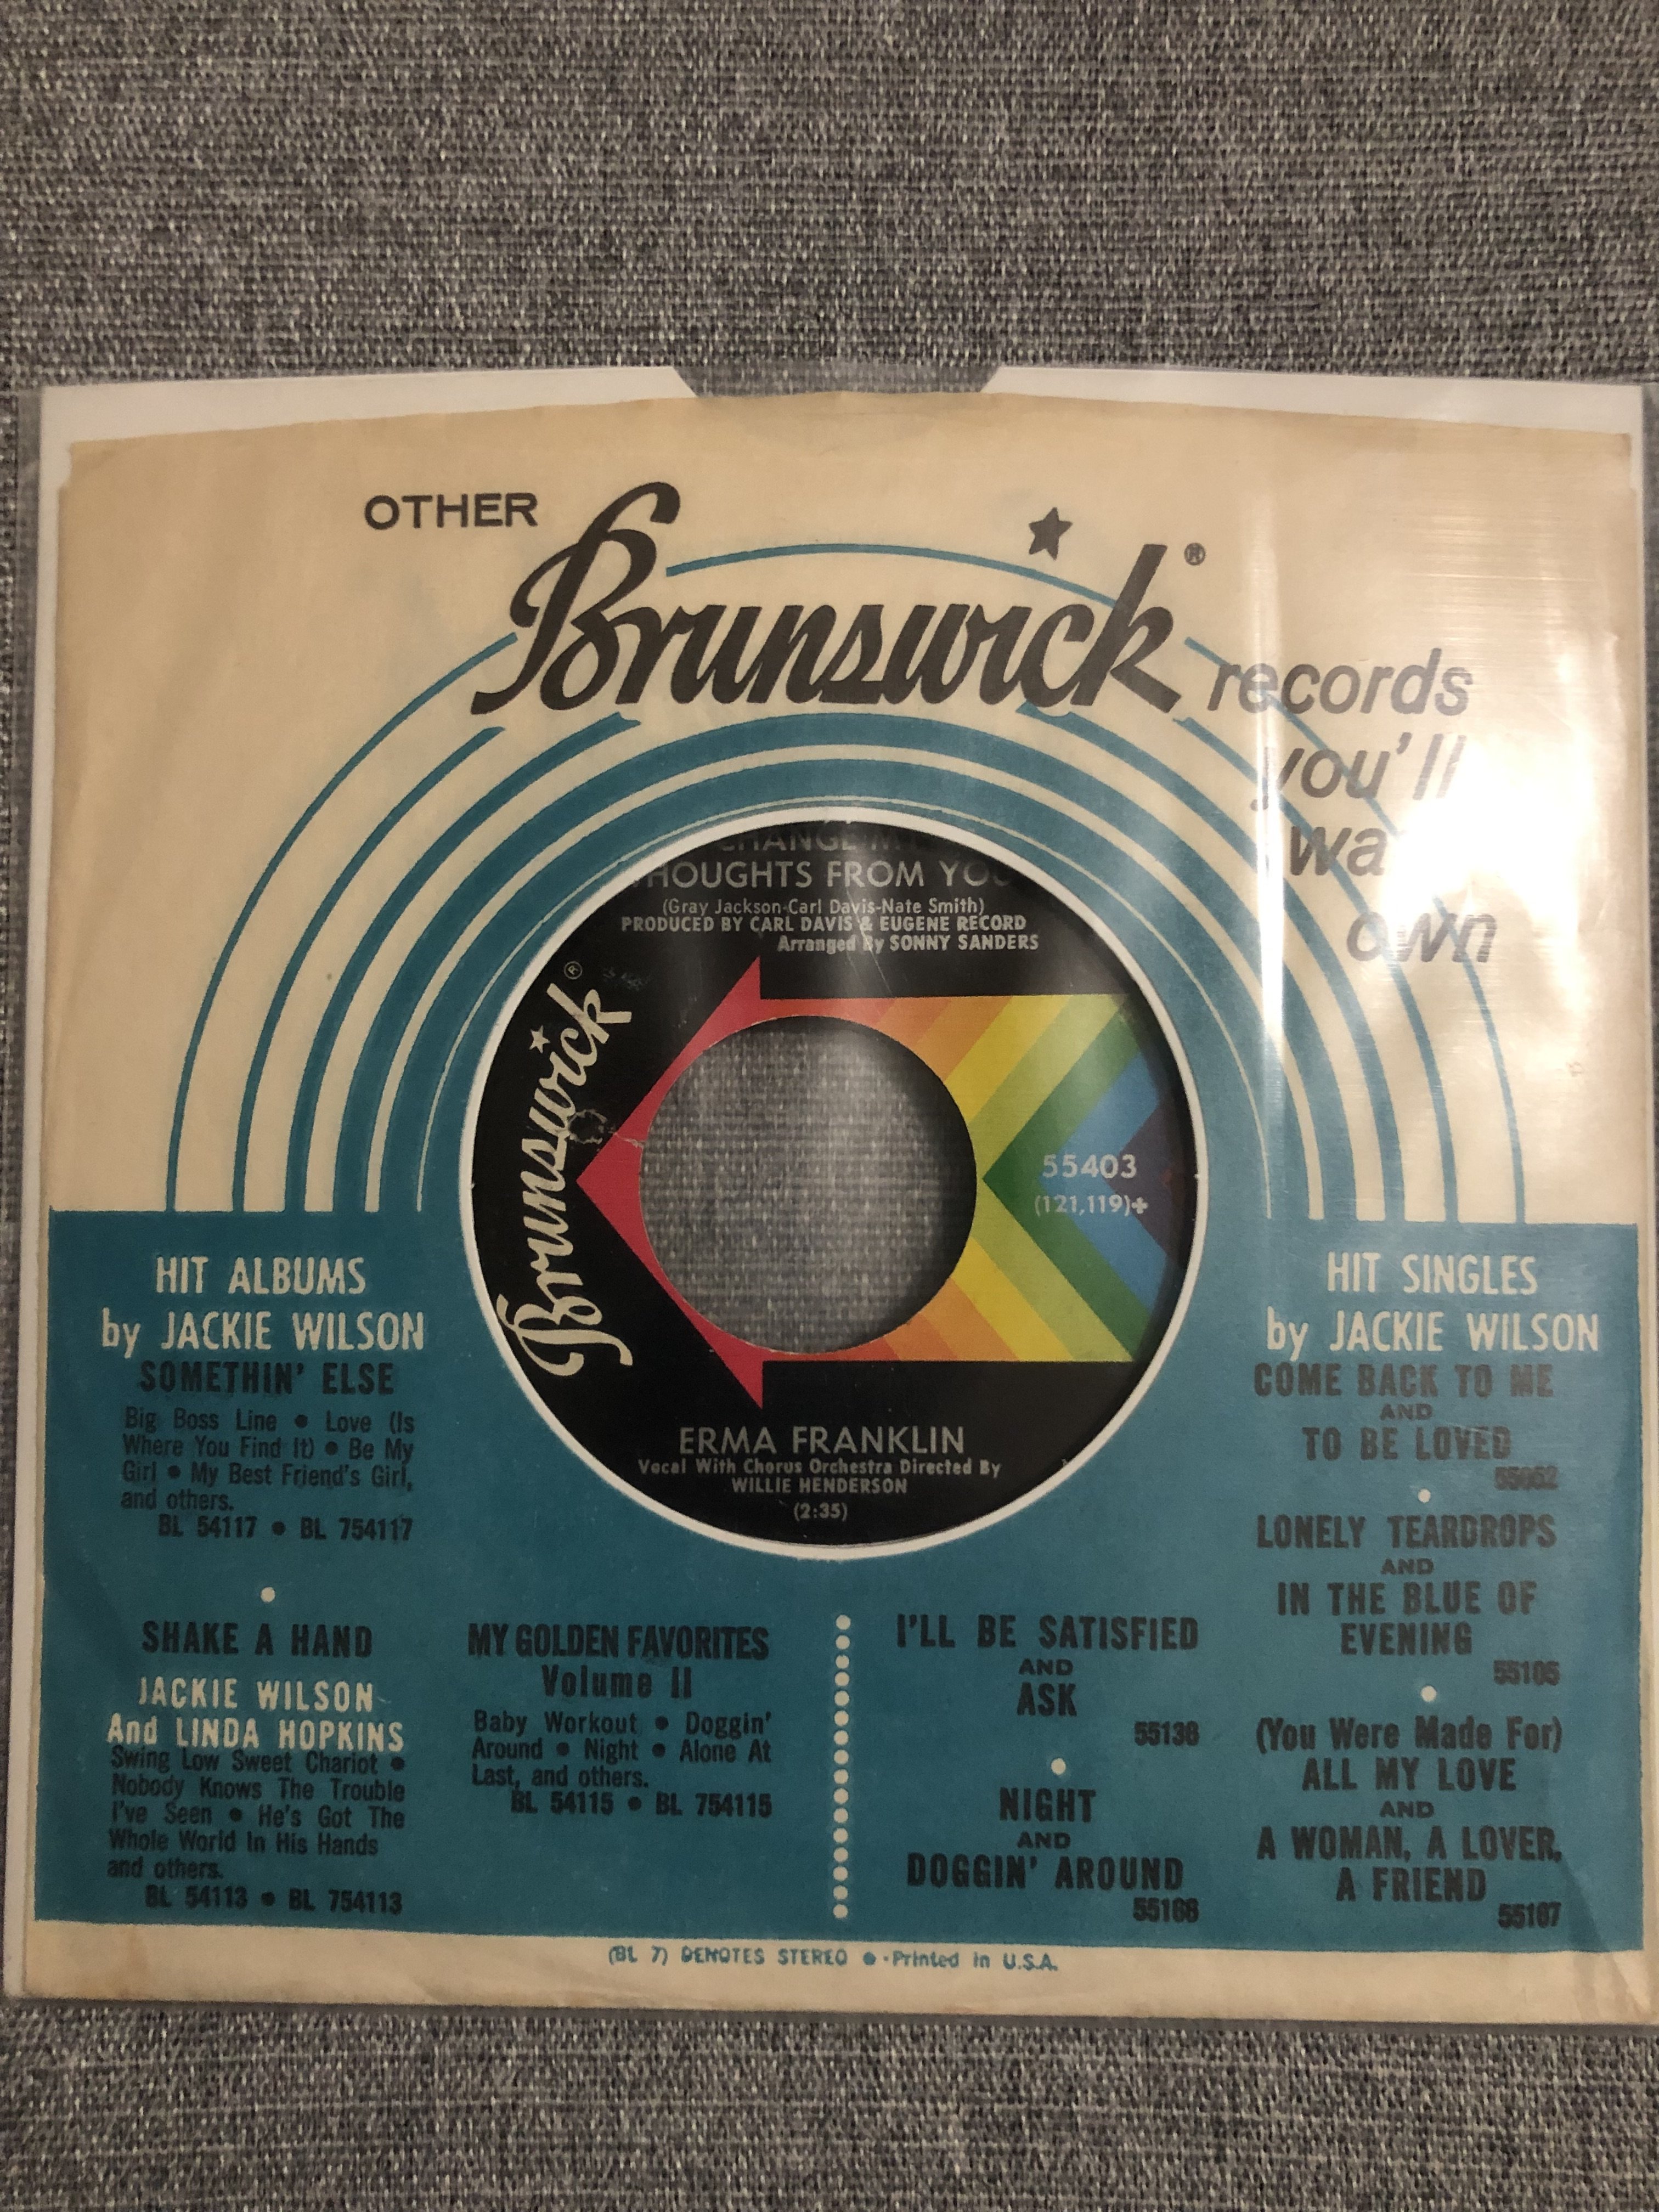 OTHER
Brunswick®
records
you'll
own
THOUGHTS FROM
(Gray Jackson-Carl Davis-Nate Smith)
PRODUCED BY CARL DAVIS & EUGENE RECORD
Arranged By SONNY SANDERS
Brunswick®
55403
(121,119)+
ERMA FRANKLIN
Vocal With Chorus Orchestra Directed By
WILLIE HENDERSON
(2:35)
HIT ALBUMS
by JACKIE WILSON
SOMETHIN' ELSE
Big Boss Line • Love (Is
Where You Find It) • Be My
Girl • My Best Friend's Girl,
and others.
BL 54117 • BL 754117
SHAKE A HAND
JACKIE WILSON
And LINDA HOPKINS
Swing Low Sweet Chariot •
Nobody Knows The Trouble
I've Seen • He's Got The
Whole World In His Hands
and others.
BL 54113 • BL 754113
MY GOLDEN FAVORITES
Volume II
Baby Workout • Doggin'
Around • Night • Alone At
Last, and others.
BL 54115 • BL 754115
I'LL BE SATISFIED
AND
ASK
55136
NIGHT
AND
DOGGIN' AROUND
55166
HIT SINGLES
by JACKIE WILSON
COME BACK TO ME
AND
TO BE LOVED
55052
LONELY TEARDROPS
AND
IN THE BLUE OF
EVENING
55105
(You Were Made For)
ALL MY LOVE
AND
A WOMAN, A LOVER,
A FRIEND
55167
(BL 7) DENOTES STEREO • - Printed in U.S.A.